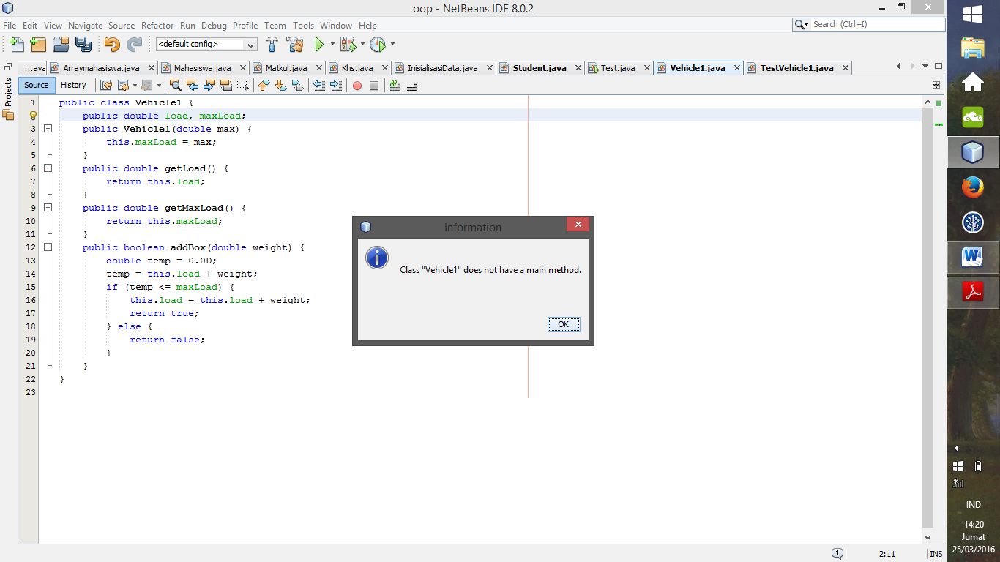 oop - NetBeans IDE 8.0.2
File Edit View Navigate Source Refactor Run Debug Profile Team Tools Window Help
Search (Ctrl+I)
<default config>
...ava Arraymahasiswa.java Mahasiswa.java Matkul.java Khs.java InisialisasiData.java Student.java Test.java Vehicle1.java TestVehicle1.java
Projects
Source History
1 public class Vehicle1 {
public double load, maxLoad;
3 public Vehicle1(double max) {
4 this.maxLoad = max;
5 }
6 public double getLoad() {
7 return this.load;
8 }
9 public double getMaxLoad() {
10 return this.maxLoad;
11 }
12 public boolean addBox(double weight) {
13 double temp = 0.0D;
14 temp = this.load + weight;
15 if (temp <= maxLoad) {
16 this.load = this.load + weight;
17 return true;
18 } else {
19 return false;
20 }
21 }
22 }
23
Information
Class "Vehicle1" does not have a main method.
OK
1
2:11
INS
IND
14:20
Jumat
25/03/2016